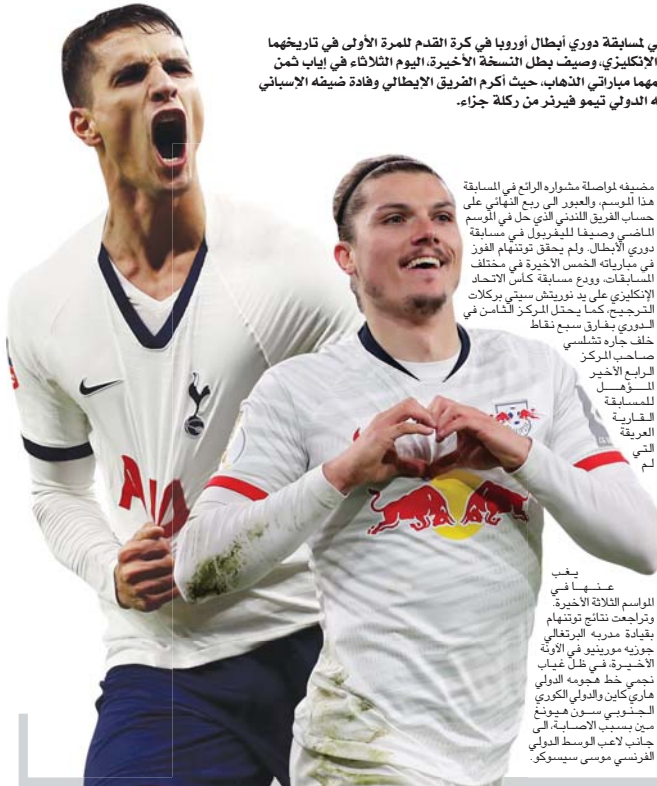 ي لمسابقة دوري أبطال أوروبا في كرة القدم للمرة الأولى في تاريخهما
الإنكليزي، وصيف بطل النسخة الأخيرة، اليوم الثلاثاء في إياب ثمن
مهما مباراتي الذهاب، حيث أكرم الفريق الإيطالي وفادة ضيفه الإسباني
ه الدولي تيمو فيرنر من ركلة جزاء.
مضيفه لمواصلة مشواره الرائع في المسابقة
هذا الموسم، والعبور الى ربع النهائي على
حساب الفريق اللندني الذي حل في الموسم
الماضي وصيفا لليفربول في مسابقة
دوري الأبطال. ولم يحقق توتنهام الفوز
في مبارياته الخمس الأخيرة في مختلف
المسابقات، وودع مسابقة كأس الاتحاد
الإنكليزي على يد نوريتش سيتي بركلات
الترجيح، كما يحتل المركز الثامن في
الدوري بفارق سبع نقاط
خلف جاره تشلسي
صاحب المركز
الرابع الأخير
المؤهل
للمسابقة
القارية
العريقة
التي
لم
يغب
عنها في
المواسم الثلاثة الأخيرة.
وتراجعت نتائج توتنهام
بقيادة مدربه البرتغالي
جوزيه مورينيو في الآونة
الأخيرة، في ظل غياب
نجمي خط هجومه الدولي
هاري كاين والدولي الكوري
الجنوبي سون هيونغ
مين بسبب الاصابة، الى
جانب لاعب الوسط الدولي
الفرنسي موسى سيسوكو.